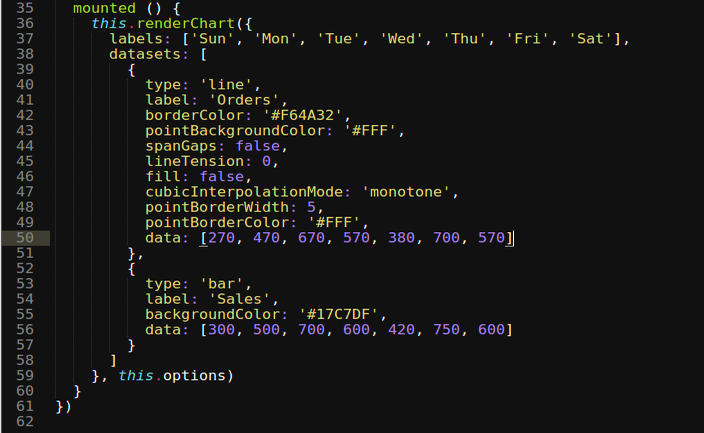 35 mounted () {
36 this.renderChart({
37 labels: ['Sun', 'Mon', 'Tue', 'Wed', 'Thu', 'Fri', 'Sat'],
38 datasets: [
39 {
40 type: 'line',
41 label: 'Orders',
42 borderColor: '#F64A32',
43 pointBackgroundColor: '#FFF',
44 spanGaps: false,
45 lineTension: 0,
46 fill: false,
47 cubicInterpolationMode: 'monotone',
48 pointBorderWidth: 5,
49 pointBorderColor: '#FFF',
50 data: [270, 470, 670, 570, 380, 700, 570]
51 },
52 {
53 type: 'bar',
54 label: 'Sales',
55 backgroundColor: '#17C7DF',
56 data: [300, 500, 700, 600, 420, 750, 600]
57 }
58 ]
59 }, this.options)
60 }
61 })
62